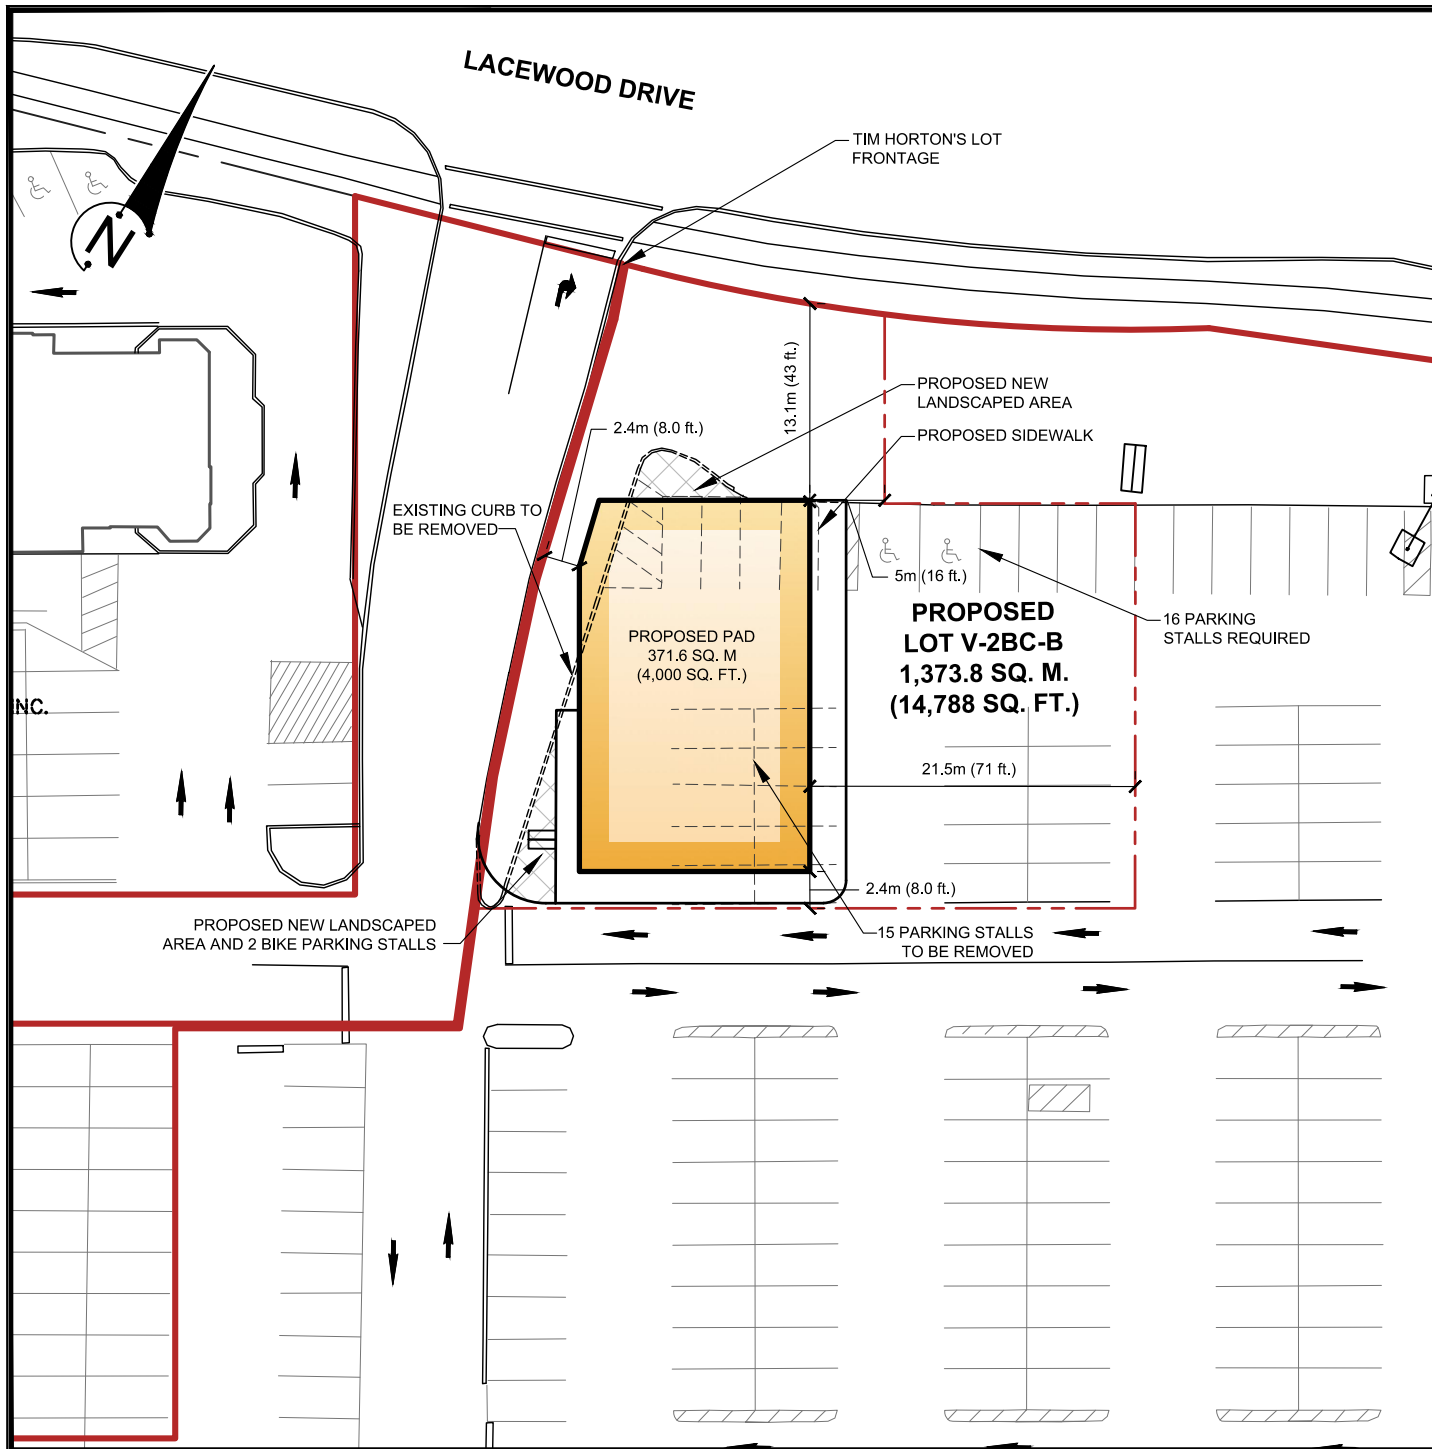 LACEWOOD DRIVE
TIM HORTON'S LOT
FRONTAGE
N
13.1m (43 ft.)
PROPOSED NEW
LANDSCAPED AREA
PROPOSED SIDEWALK
2.4m (8.0 ft.)
EXISTING CURB TO
BE REMOVED
5m (16 ft.)
PROPOSED
LOT V-2BC-B
1,373.8 SQ. M.
(14,788 SQ. FT.)
16 PARKING
STALLS REQUIRED
PROPOSED PAD
371.6 SQ. M
(4,000 SQ. FT.)
INC.
21.5m (71 ft.)
2.4m (8.0 ft.)
PROPOSED NEW LANDSCAPED
AREA AND 2 BIKE PARKING STALLS
15 PARKING STALLS
TO BE REMOVED